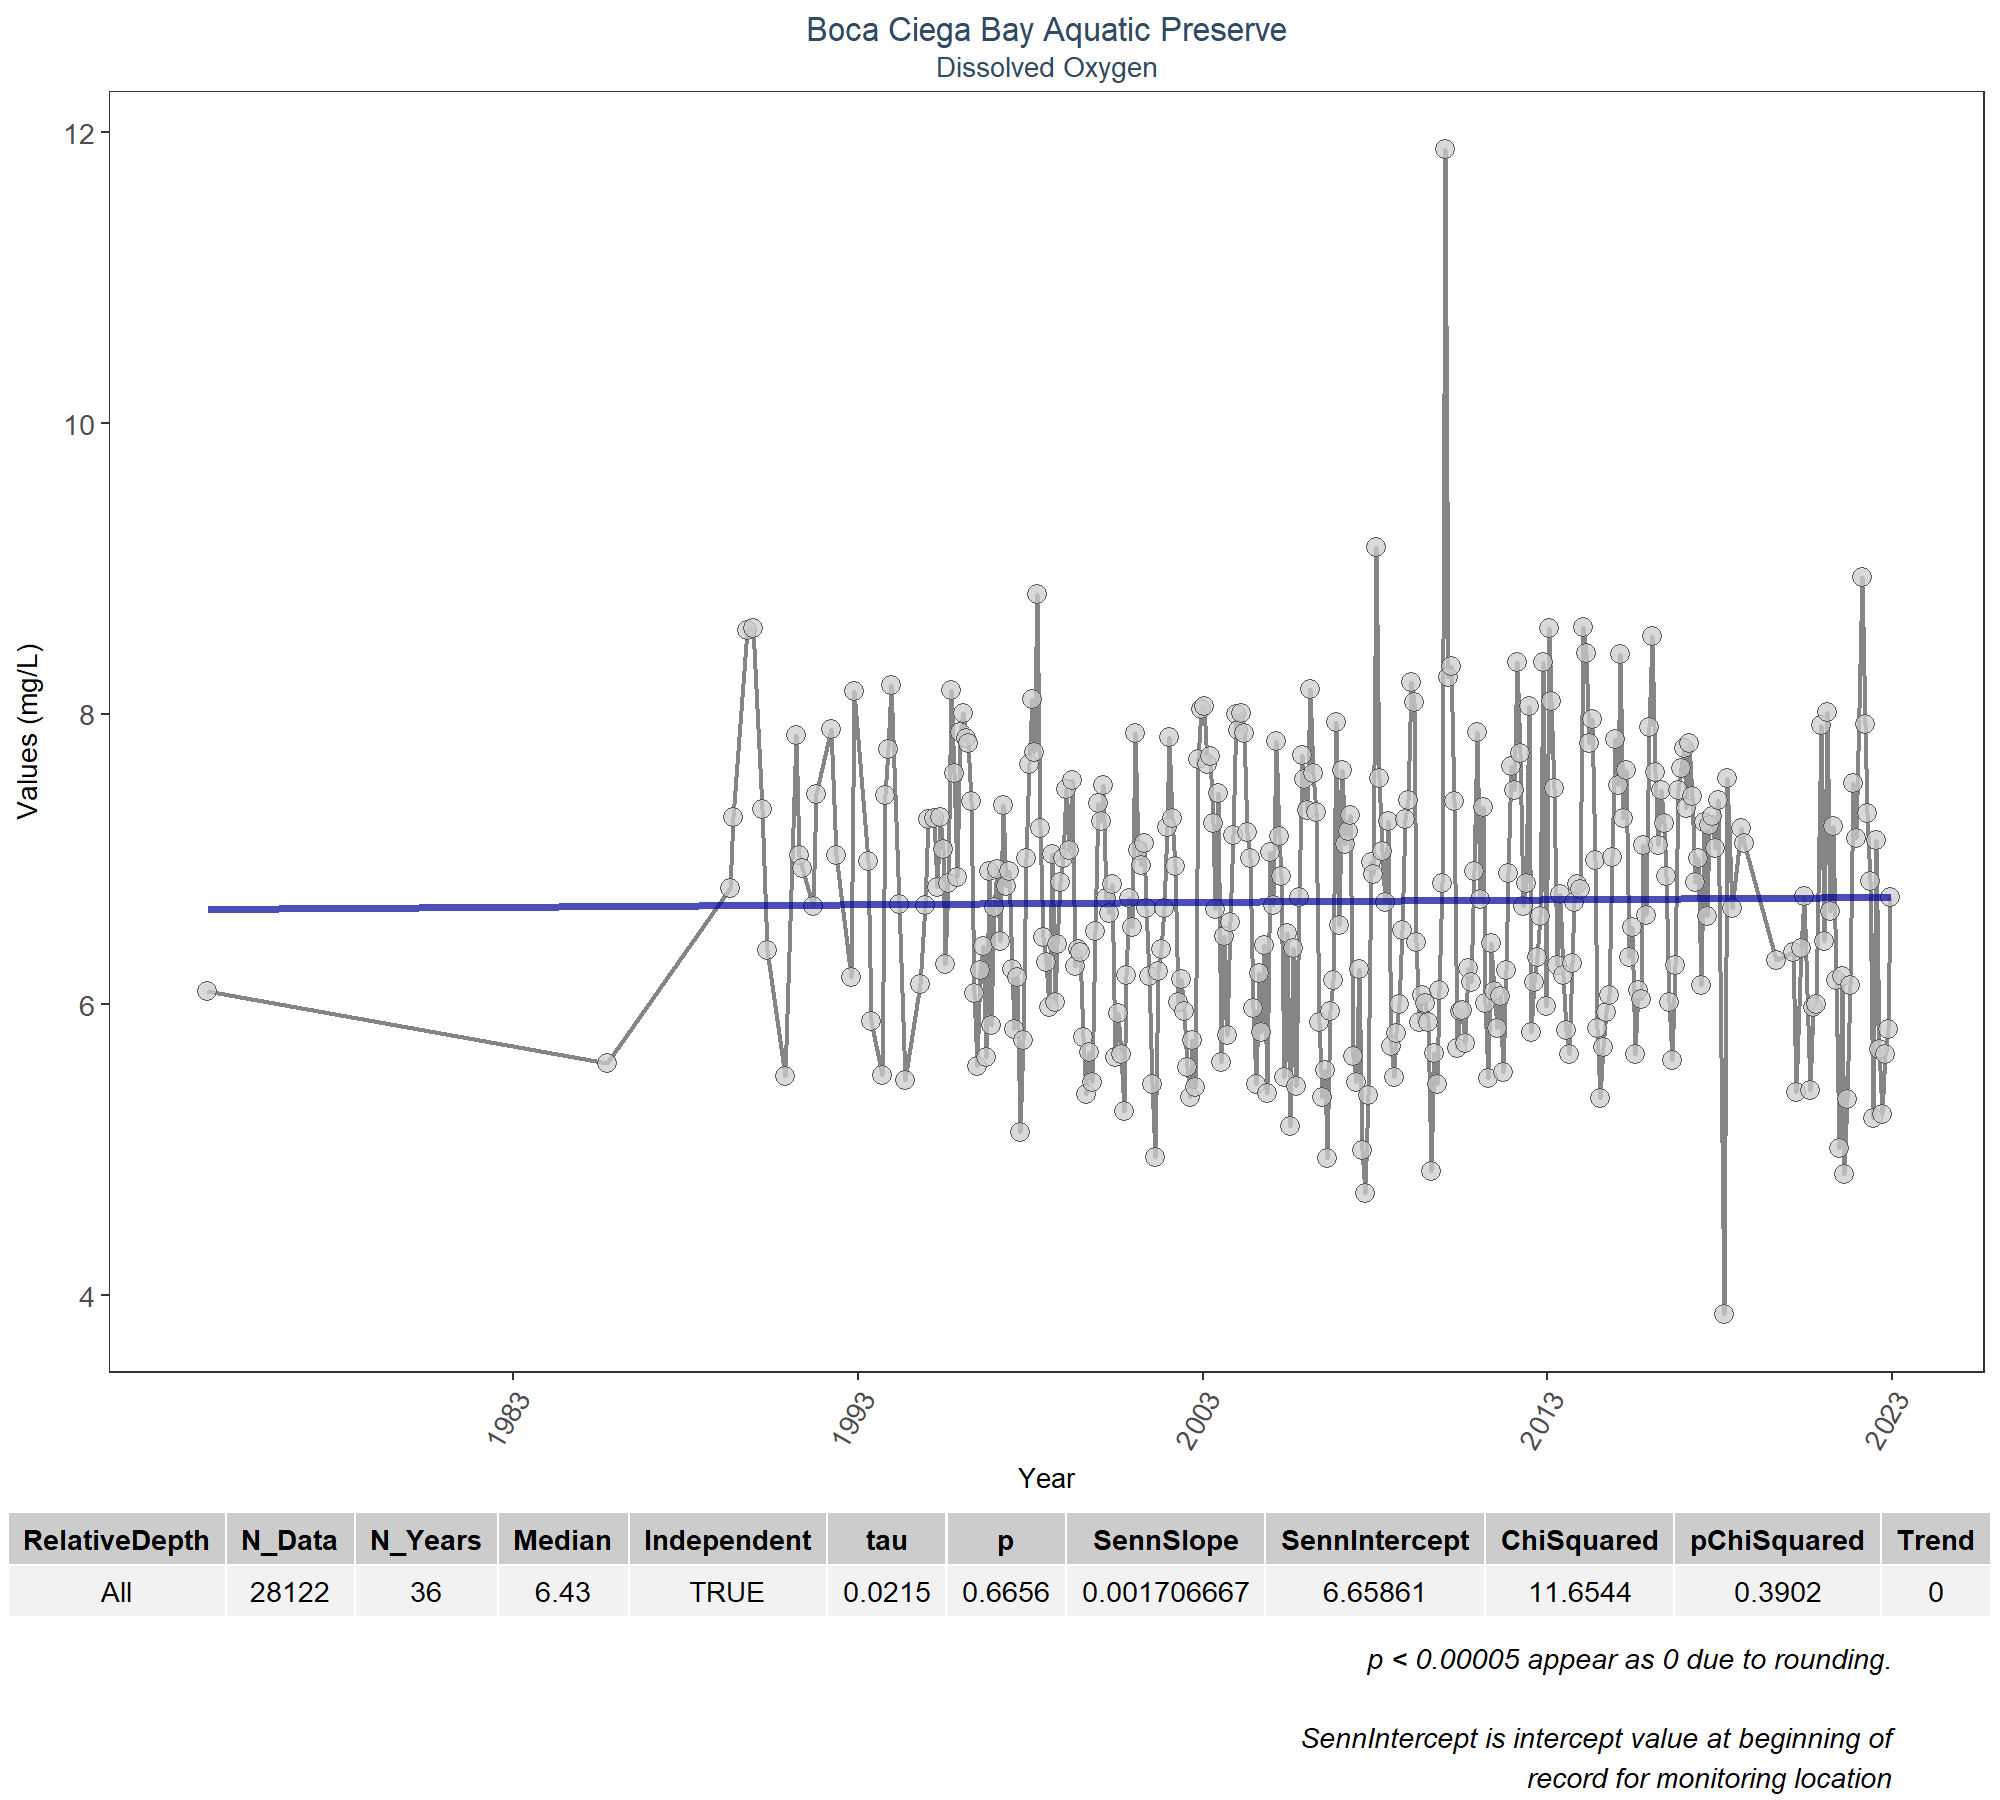 Boca Ciega Bay Aquatic Preserve
Dissolved Oxygen
12
10
8
6
4
Values (mg/L)
1983
1993
2003
2013
2023
Year
RelativeDepth N_Data N_Years Median Independent tau p SennSlope SennIntercept ChiSquared pChiSquared Trend
All 28122 36 6.43 TRUE 0.0215 0.6656 0.001706667 6.65861 11.6544 0.3902 0
p < 0.00005 appear as 0 due to rounding.
SennIntercept is intercept value at beginning of
record for monitoring location